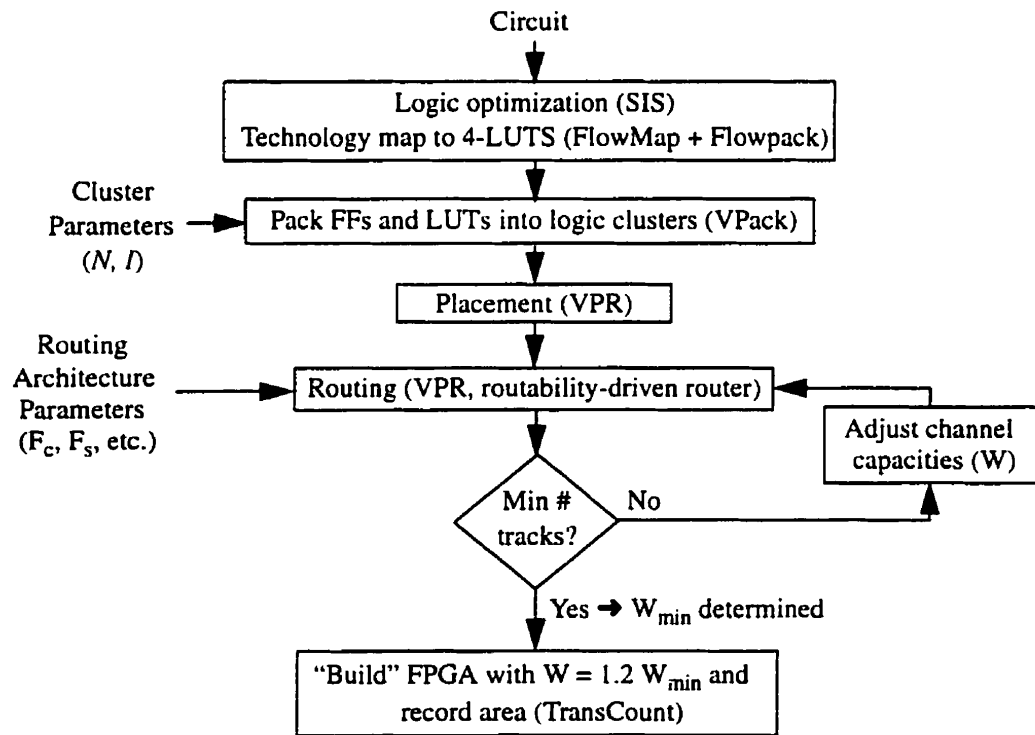 Circuit
Logic optimization (SIS)
Technology map to 4-LUTS (FlowMap + Flowpack)
Cluster
Parameters
(N, I)
Pack FFs and LUTs into logic clusters (VPack)
Placement (VPR)
Routing
Architecture
Parameters
(Fc, Fs, etc.)
Routing (VPR, routability-driven router)
Adjust channel
capacities (W)
Min #
tracks?
No
Yes → Wmin determined
“Build” FPGA with W = 1.2 Wmin and
record area (TransCount)